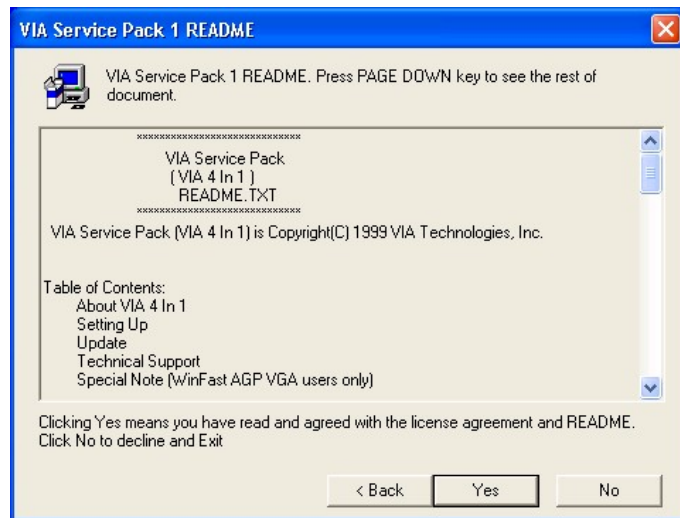 VIA Service Pack 1 README
VIA Service Pack 1 README. Press PAGE DOWN key to see the rest of
document.
xxxxxxxxxxxxxxxxxxxxxxxxxxxxx
VIA Service Pack
( VIA 4 In 1 )
README.TXT
xxxxxxxxxxxxxxxxxxxxxxxxxxxxx
VIA Service Pack (VIA 4 In 1) is Copyright(C) 1999 VIA Technologies, Inc.
Table of Contents:
About VIA 4 In 1
Setting Up
Update
Technical Support
Special Note (WinFast AGP VGA users only)
Clicking Yes means you have read and agreed with the license agreement and README.
Click No to decline and Exit
< Back
Yes
No